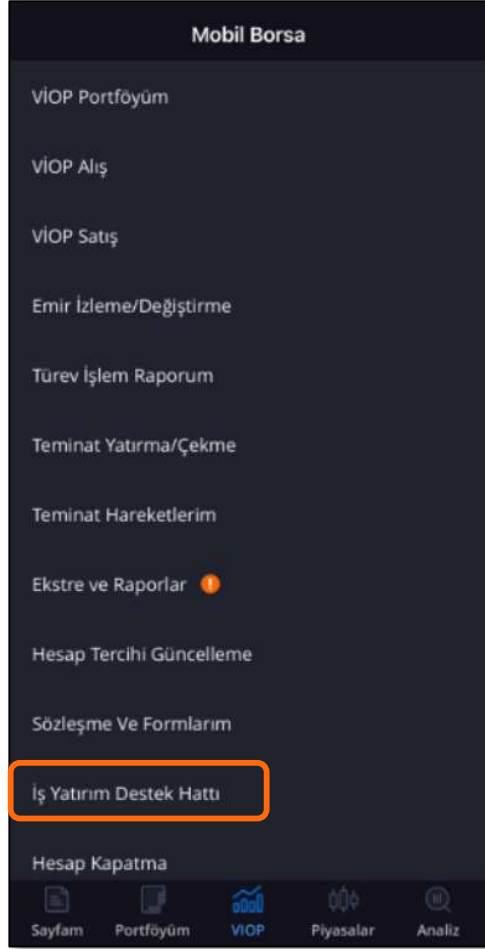 Mobil Borsa
VİOP Portföyüm
VİOP Alış
VİOP Satış
Emir İzleme/Değiştirme
Türev İşlem Raporum
Teminat Yatırma/Çekme
Teminat Hareketlerim
Ekstre ve Raporlar
Hesap Tercihi Güncelleme
Sözleşme Ve Formlarım
İş Yatırım Destek Hattı
Hesap Kapatma
Sayfam Portföyüm VIOP Piyasalar Analiz